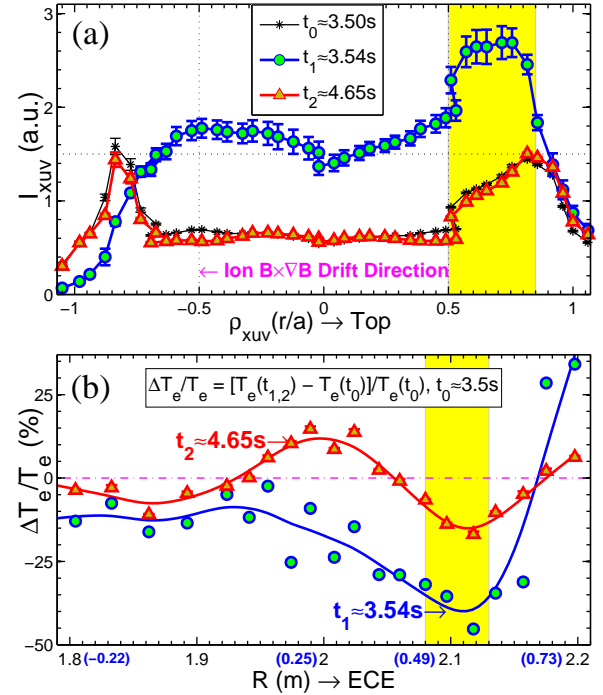 (a)
t₀≈3.50s
t₁≈3.54s
t₂≈4.65s
I_xuv (a.u.)
3
2
1
0
← Ion B×∇B Drift Direction
-1 -0.5 0 0.5 1
ρ_xuv(r/a) → Top
(b)
ΔT_e/T_e = [T_e(t_1,2) − T_e(t₀)]/T_e(t₀), t₀≈3.5s
t₂≈4.65s→
t₁≈3.54s→
ΔT_e/T_e (%)
25
0
−25
−50
1.8 (−0.22) 1.9 (0.25) 2 (0.49) 2.1 (0.73) 2.2
R (m) → ECE